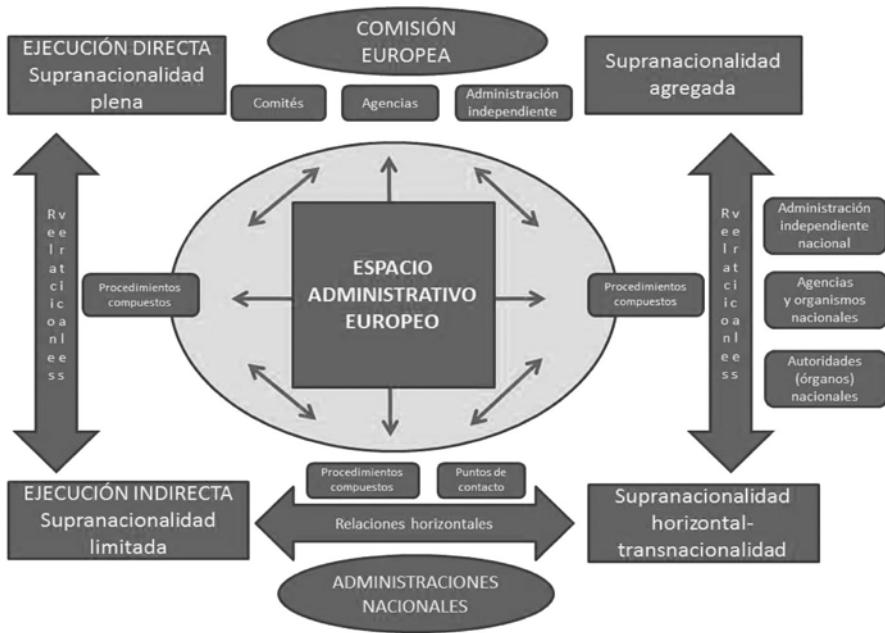 COMISIÓN
EUROPEA
EJECUCIÓN DIRECTA
Supranacionalidad
plena
Comités
Agencias
Administración
independiente
Supranacionalidad
agregada
Relaciones
verticales
Procedimientos
compuestos
ESPACIO
ADMINISTRATIVO
EUROPEO
Procedimientos
compuestos
Relaciones
verticales
Administración
independiente
nacional
Agencias
y organismos
nacionales
Autoridades
(órganos)
nacionales
EJECUCIÓN INDIRECTA
Supranacionalidad
limitada
Procedimientos
compuestos
Puntos de
contacto
Relaciones horizontales
Supranacionalidad
horizontal-
transnacionalidad
ADMINISTRACIONES
NACIONALES